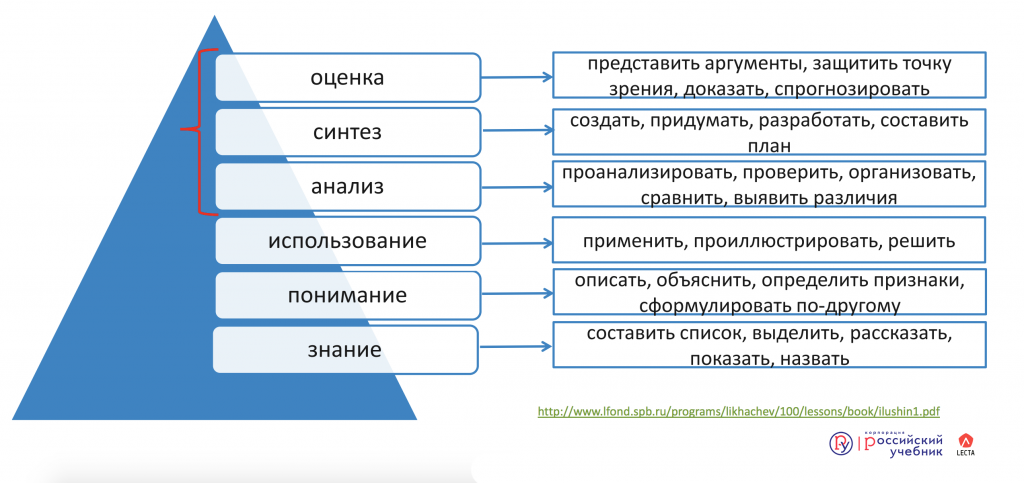 оценка
представить аргументы, защитить точку
зрения, доказать, спрогнозировать
синтез
создать, придумать, разработать, составить
план
анализ
проанализировать, проверить, организовать,
сравнить, выявить различия
использование
применить, проиллюстрировать, решить
понимание
описать, объяснить, определить признаки,
сформулировать по-другому
знание
составить список, выделить, рассказать,
показать, назвать
http://www.lfond.spb.ru/programs/likhachev/100/lessons/book/ilushin1.pdf
корпорация
российский
учебник
ру
LECTA